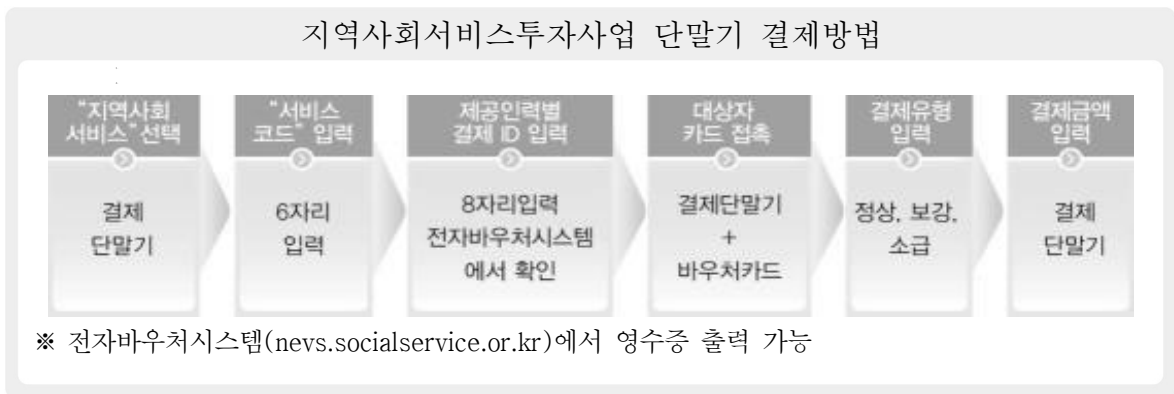 지역사회서비스투자사업 단말기 결제방법
“지역사회
서비스”선택
결제
단말기
“서비스
코드” 입력
6자리
입력
제공인력별
결제 ID 입력
8자리입력
전자바우처시스템
에서 확인
대상자
카드 접촉
결제단말기
+
바우처카드
결제유형
입력
정상, 보강,
소급
결제금액
입력
결제
단말기
※ 전자바우처시스템(nevs.socialservice.or.kr)에서 영수증 출력 가능